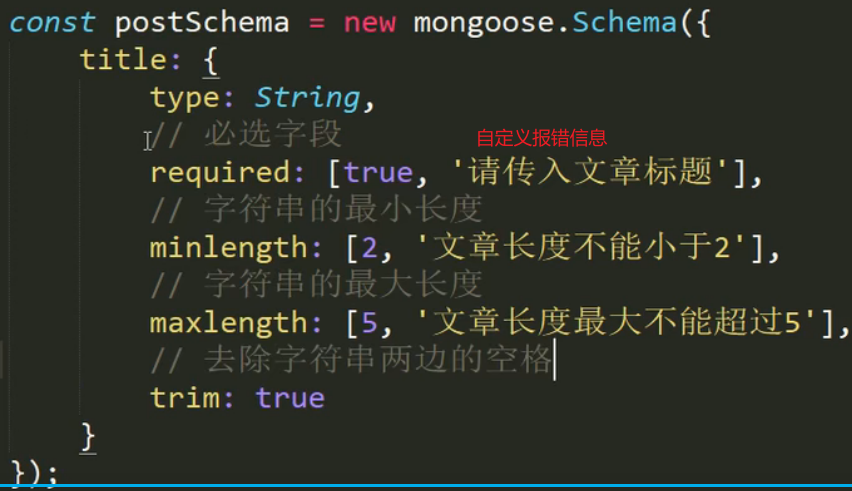 const postSchema = new mongoose.Schema({
title: {
type: String,
// 必选字段
自定义报错信息
required: [true, '请传入文章标题'],
// 字符串的最小长度
minlength: [2, '文章长度不能小于2'],
// 字符串的最大长度
maxlength: [5, '文章长度最大不能超过5'],
// 去除字符串两边的空格
trim: true
}
});